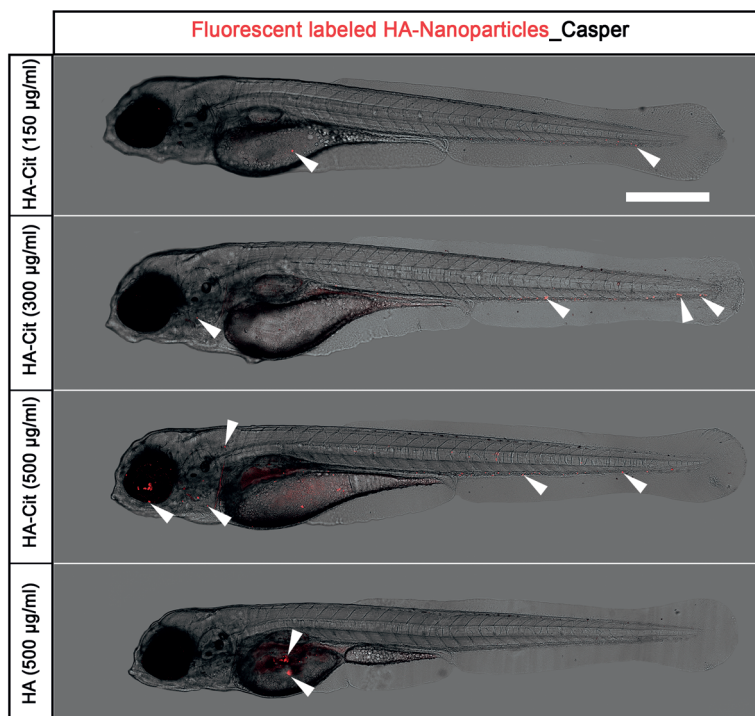 Fluorescent labeled HA-Nanoparticles_Casper
HA-Cit (150 µg/ml)
HA-Cit (300 µg/ml)
HA-Cit (500 µg/ml)
HA (500 µg/ml)